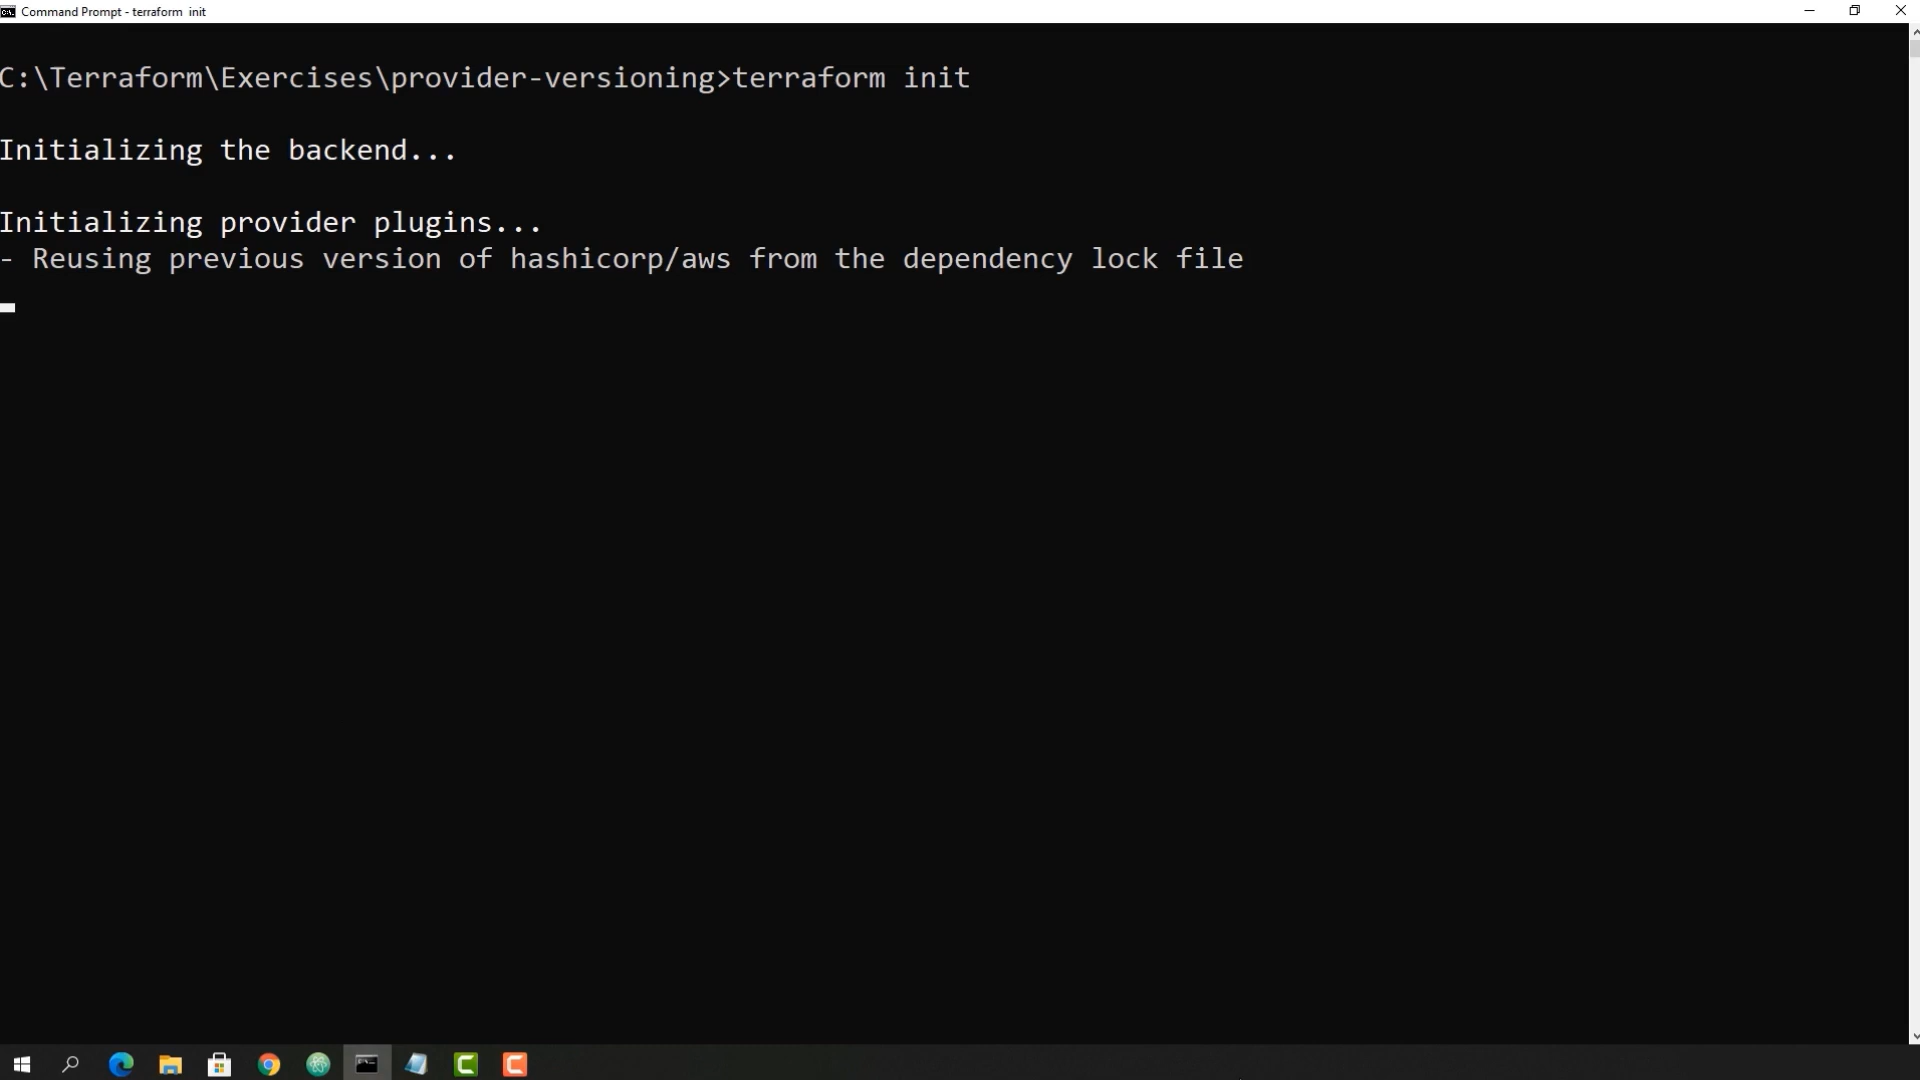 Command Prompt - terraform  init
C:\Terraform\Exercises\provider-versioning>terraform init
Initializing the backend...
Initializing provider plugins...
- Reusing previous version of hashicorp/aws from the dependency lock file